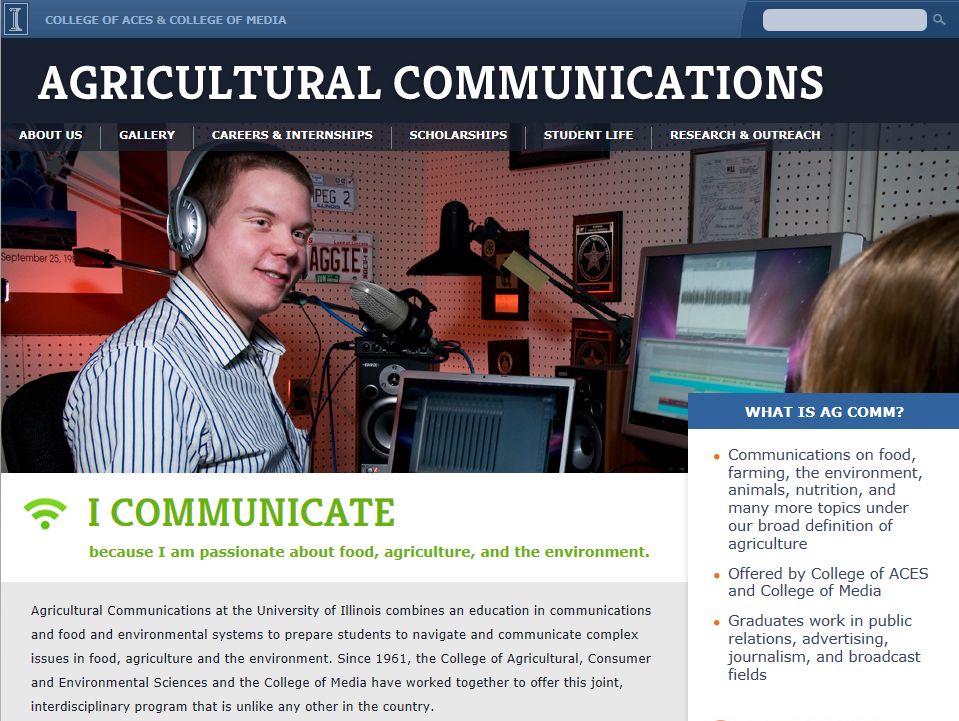 COLLEGE OF ACES & COLLEGE OF MEDIA
AGRICULTURAL COMMUNICATIONS
ABOUT US
GALLERY
CAREERS & INTERNSHIPS
SCHOLARSHIPS
STUDENT LIFE
RESEARCH & OUTREACH
MPEG 2
ILLINOIS
AGGIE
September 25, 19
WHAT IS AG COMM?
Communications on food,
farming, the environment,
animals, nutrition, and
many more topics under
our broad definition of
agriculture
Offered by College of ACES
and College of Media
Graduates work in public
relations, advertising,
journalism, and broadcast
fields
I COMMUNICATE
because I am passionate about food, agriculture, and the environment.
Agricultural Communications at the University of Illinois combines an education in communications
and food and environmental systems to prepare students to navigate and communicate complex
issues in food, agriculture and the environment. Since 1961, the College of Agricultural, Consumer
and Environmental Sciences and the College of Media have worked together to offer this joint,
interdisciplinary program that is unlike any other in the country.